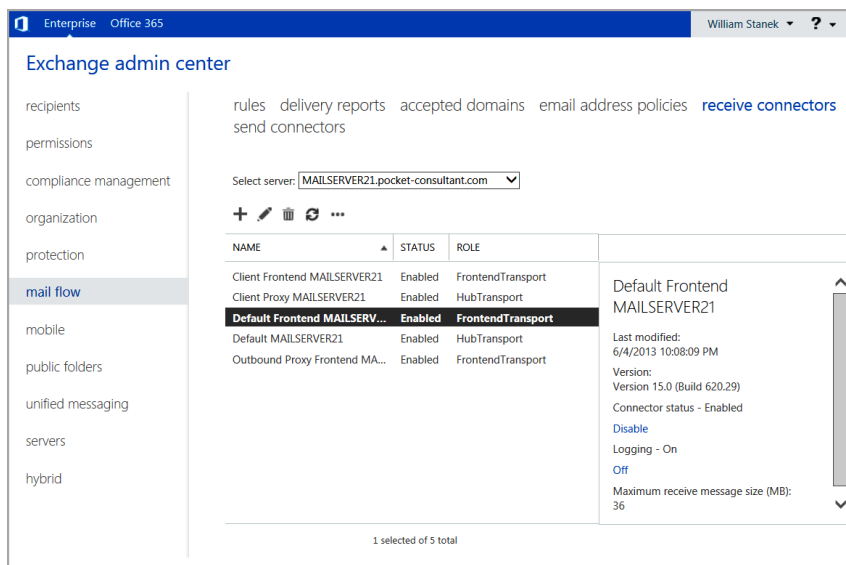 Enterprise Office 365
William Stanek ?
Exchange admin center
recipients
permissions
compliance management
organization
protection
mail flow
mobile
public folders
unified messaging
servers
hybrid
rules delivery reports accepted domains email address policies receive connectors
send connectors
Select server: MAILSERVER21.pocket-consultant.com
NAME STATUS ROLE
Client Frontend MAILSERVER21 Enabled FrontendTransport
Client Proxy MAILSERVER21 Enabled HubTransport
Default Frontend MAILSERV... Enabled FrontendTransport
Default MAILSERVER21 Enabled HubTransport
Outbound Proxy Frontend MA... Enabled FrontendTransport
1 selected of 5 total
Default Frontend
MAILSERVER21
Last modified:
6/4/2013 10:08:09 PM
Version:
Version 15.0 (Build 620.29)
Connector status - Enabled
Disable
Logging - On
Off
Maximum receive message size (MB):
36